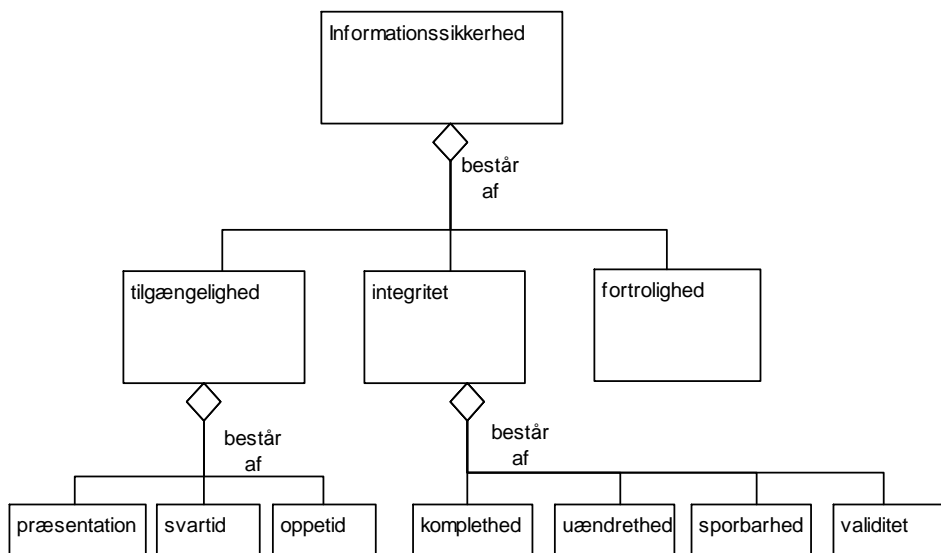 Informationssikkerhed
består
af
tilgængelighed
integritet
fortrolighed
består
af
består
af
præsentation
svartid
oppetid
komplethed
uændrethed
sporbarhed
validitet